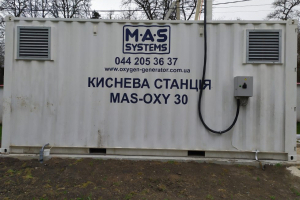 M·A·S
SYSTEMS
044 205 36 37
www.oxygen-generator.com.ua
КИСНЕВА СТАНЦІЯ
MAS-OXY 30